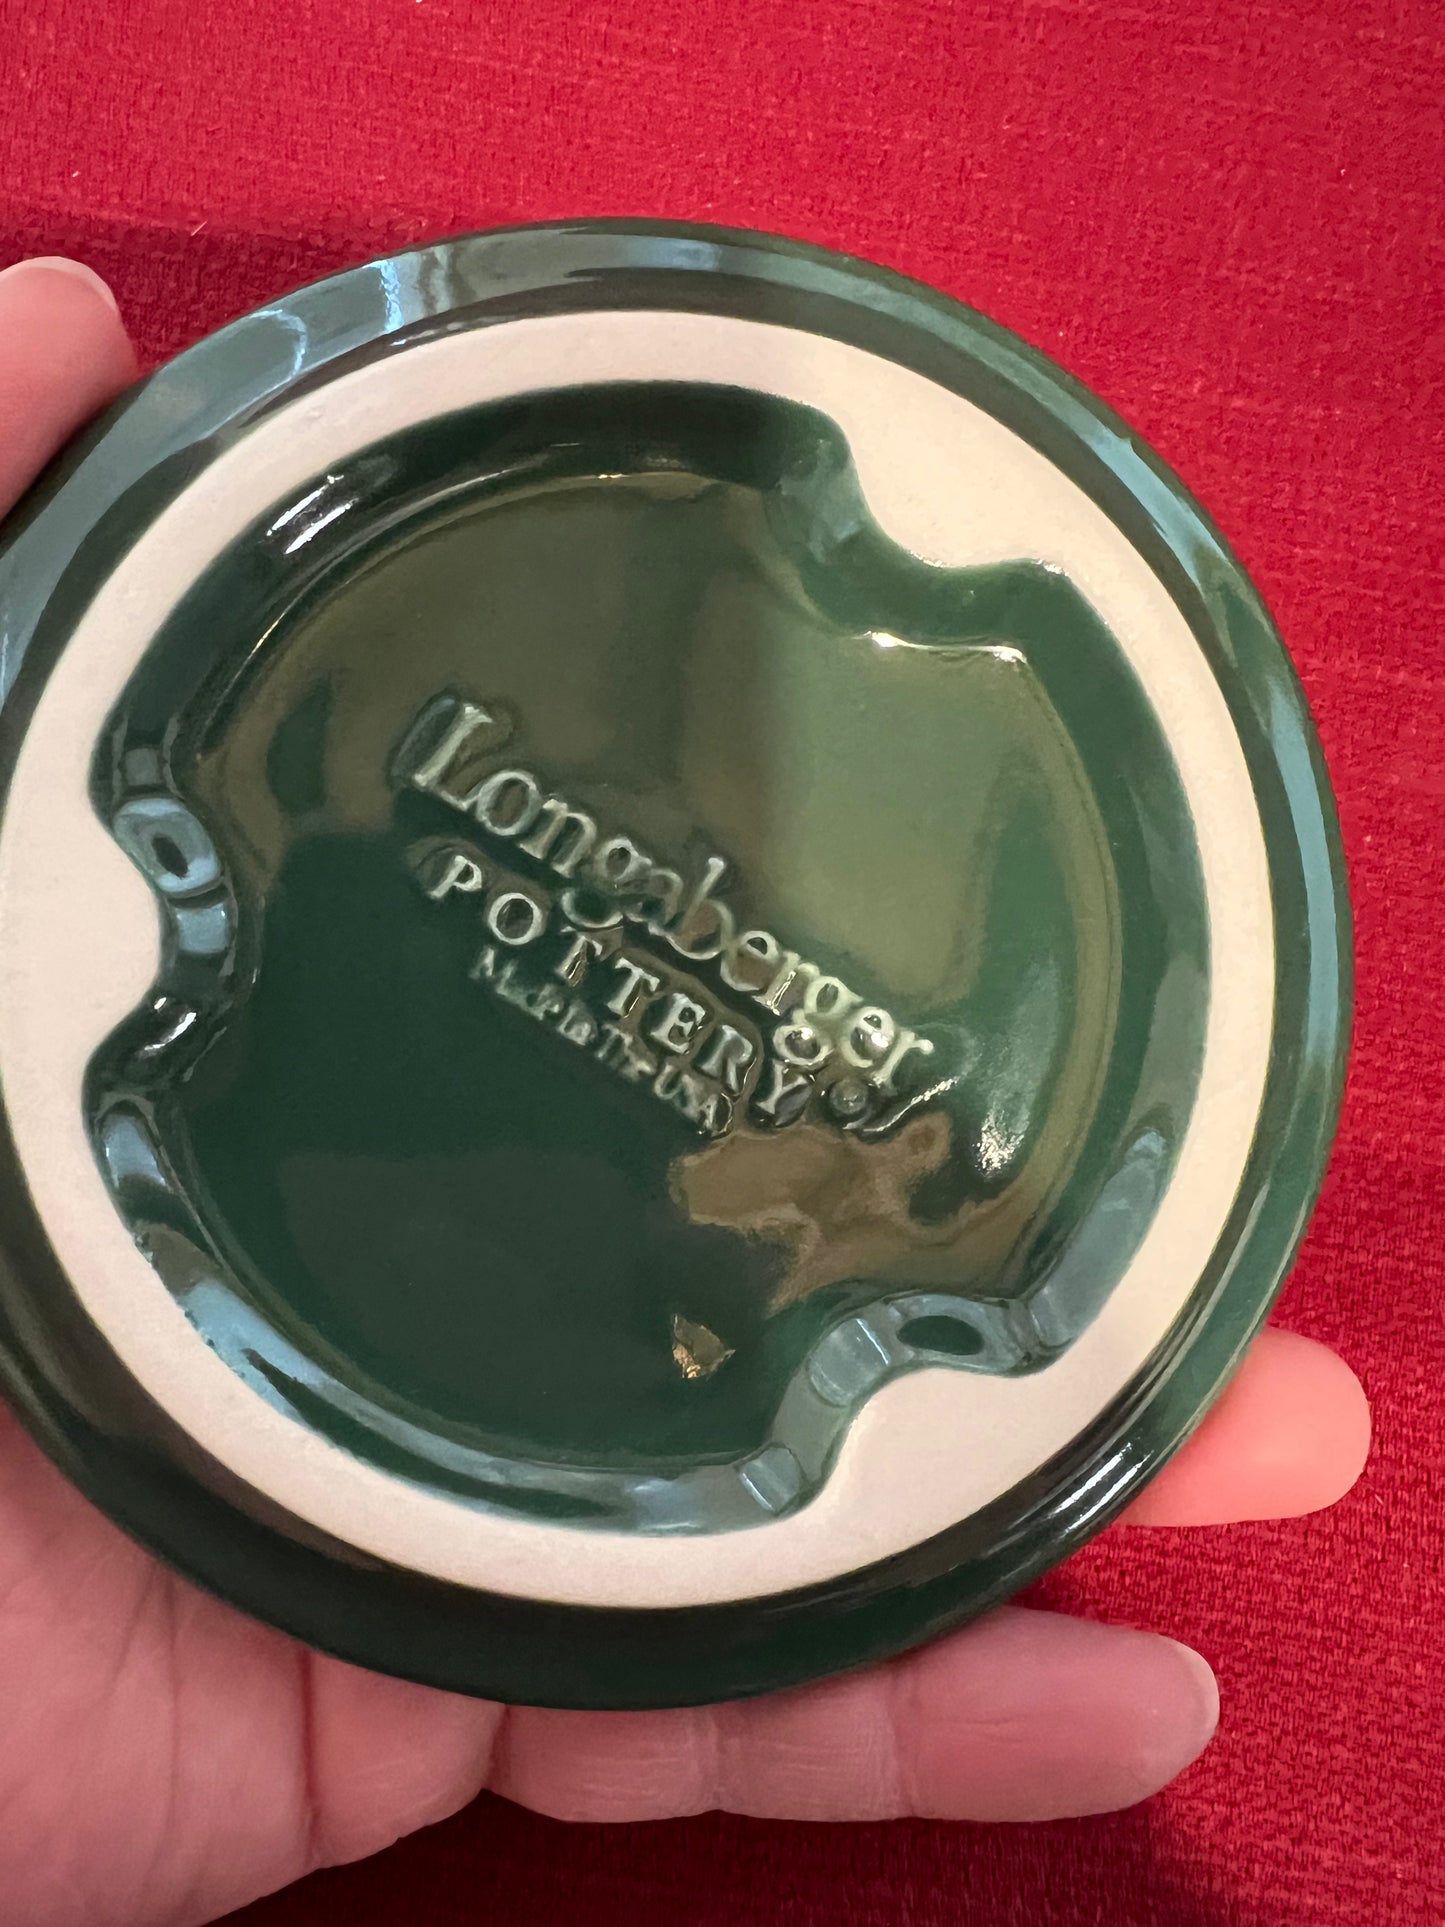 Longaberger
POTTERY®
Made In The USA